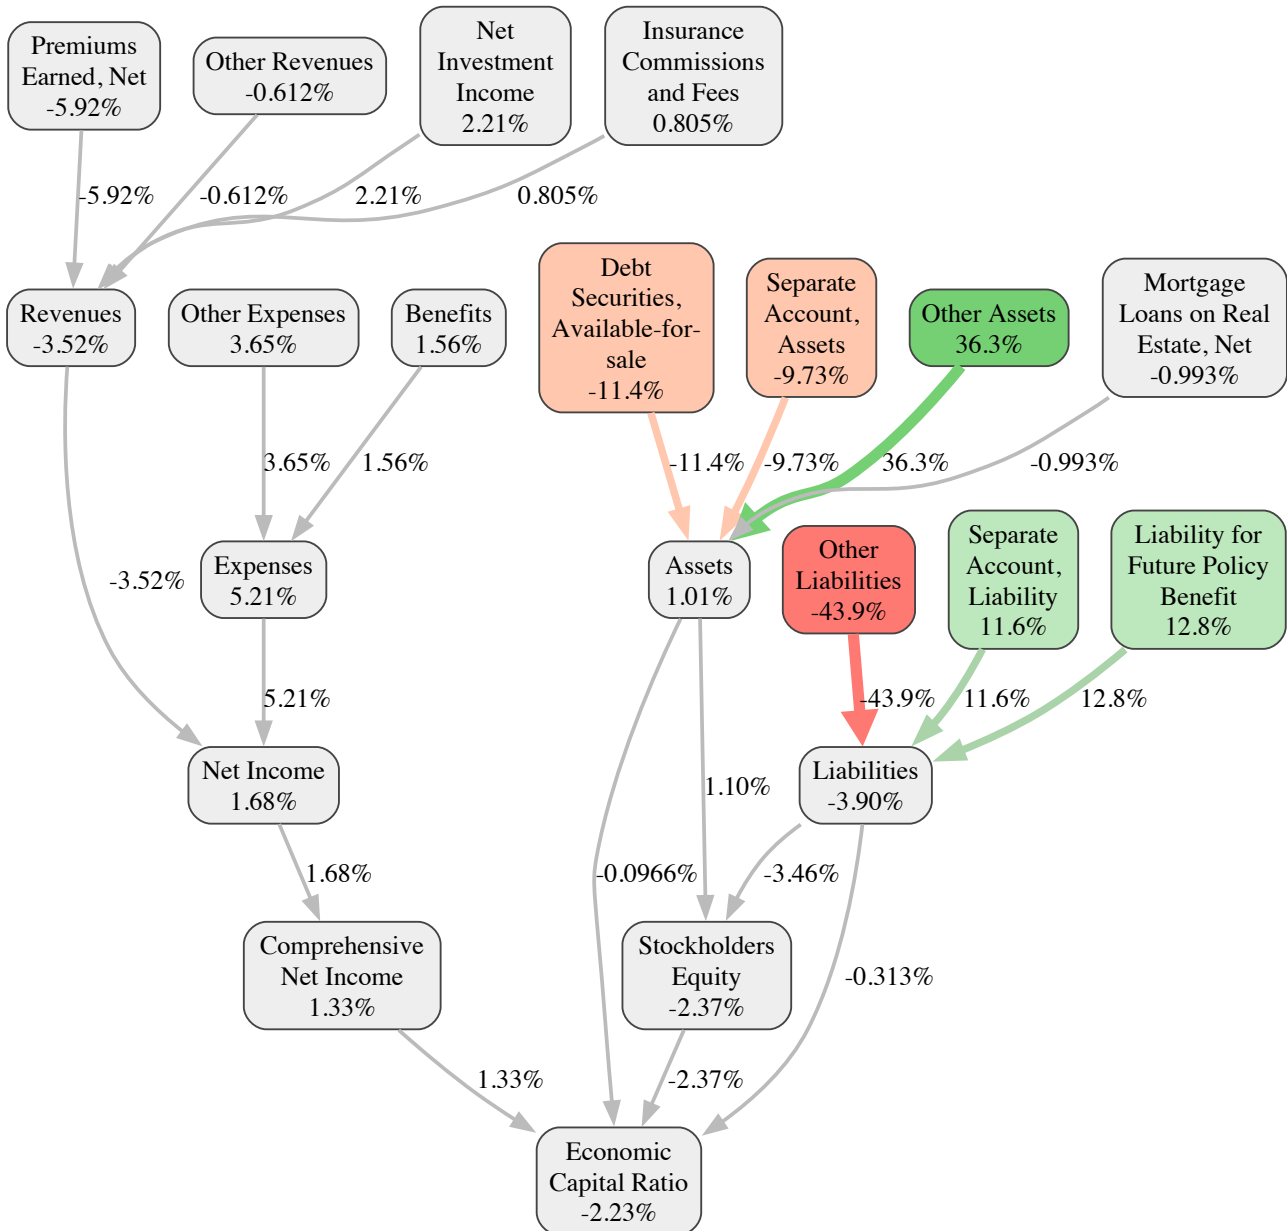 Premiums
Earned, Net
-5.92%
Other Revenues
-0.612%
Net
Investment
Income
2.21%
Insurance
Commissions
and Fees
0.805%
-5.92%
-0.612%
2.21%
0.805%
Revenues
-3.52%
Other Expenses
3.65%
Benefits
1.56%
Debt
Securities,
Available-for-
sale
-11.4%
Separate
Account,
Assets
-9.73%
Other Assets
36.3%
Mortgage
Loans on Real
Estate, Net
-0.993%
3.65%
1.56%
-11.4%
-9.73%
36.3%
-0.993%
-3.52%
Expenses
5.21%
Assets
1.01%
Other
Liabilities
-43.9%
Separate
Account,
Liability
11.6%
Liability for
Future Policy
Benefit
12.8%
5.21%
-43.9%
11.6%
12.8%
Net Income
1.68%
1.10%
Liabilities
-3.90%
1.68%
-0.0966%
-3.46%
Comprehensive
Net Income
1.33%
Stockholders
Equity
-2.37%
-0.313%
1.33%
-2.37%
Economic
Capital Ratio
-2.23%